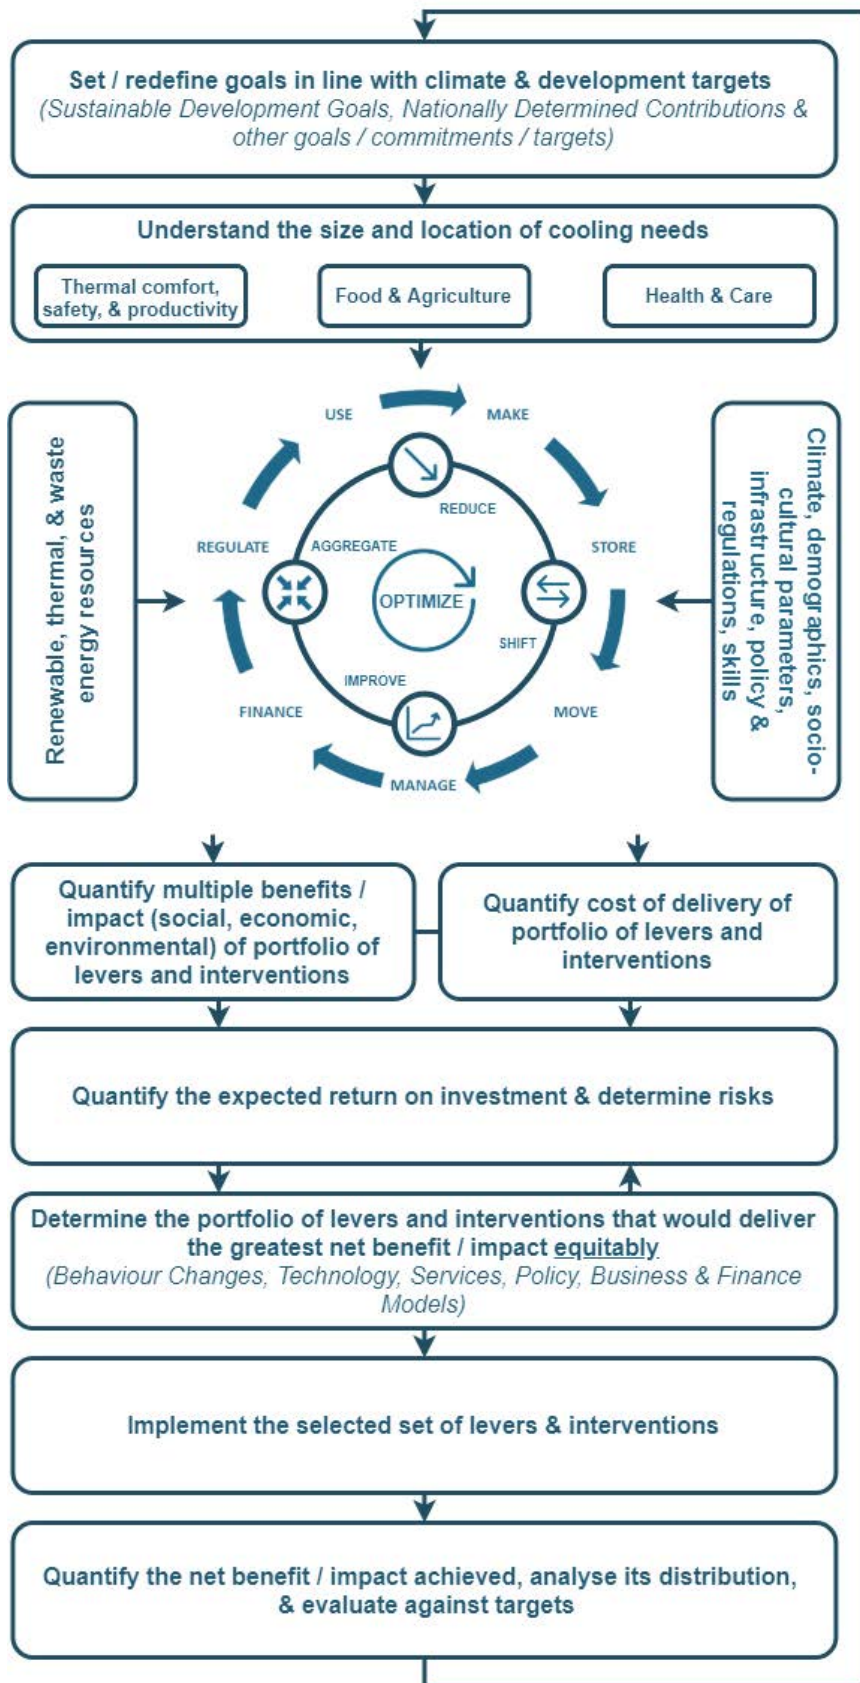 Set / redefine goals in line with climate & development targets
(Sustainable Development Goals, Nationally Determined Contributions &
other goals / commitments / targets)
Understand the size and location of cooling needs
Thermal comfort,
safety, & productivity
Food & Agriculture
Health & Care
Renewable, thermal, & waste
energy resources
USE
MAKE
STORE
MOVE
MANAGE
FINANCE
REGULATE
REDUCE
SHIFT
IMPROVE
AGGREGATE
OPTIMIZE
Climate, demographics, socio-
cultural parameters,
infrastructure, policy &
regulations, skills
Quantify multiple benefits /
impact (social, economic,
environmental) of portfolio of
levers and interventions
Quantify cost of delivery of
portfolio of levers and
interventions
Quantify the expected return on investment & determine risks
Determine the portfolio of levers and interventions that would deliver
the greatest net benefit / impact equitably
(Behaviour Changes, Technology, Services, Policy, Business & Finance
Models)
Implement the selected set of levers & interventions
Quantify the net benefit / impact achieved, analyse its distribution,
& evaluate against targets